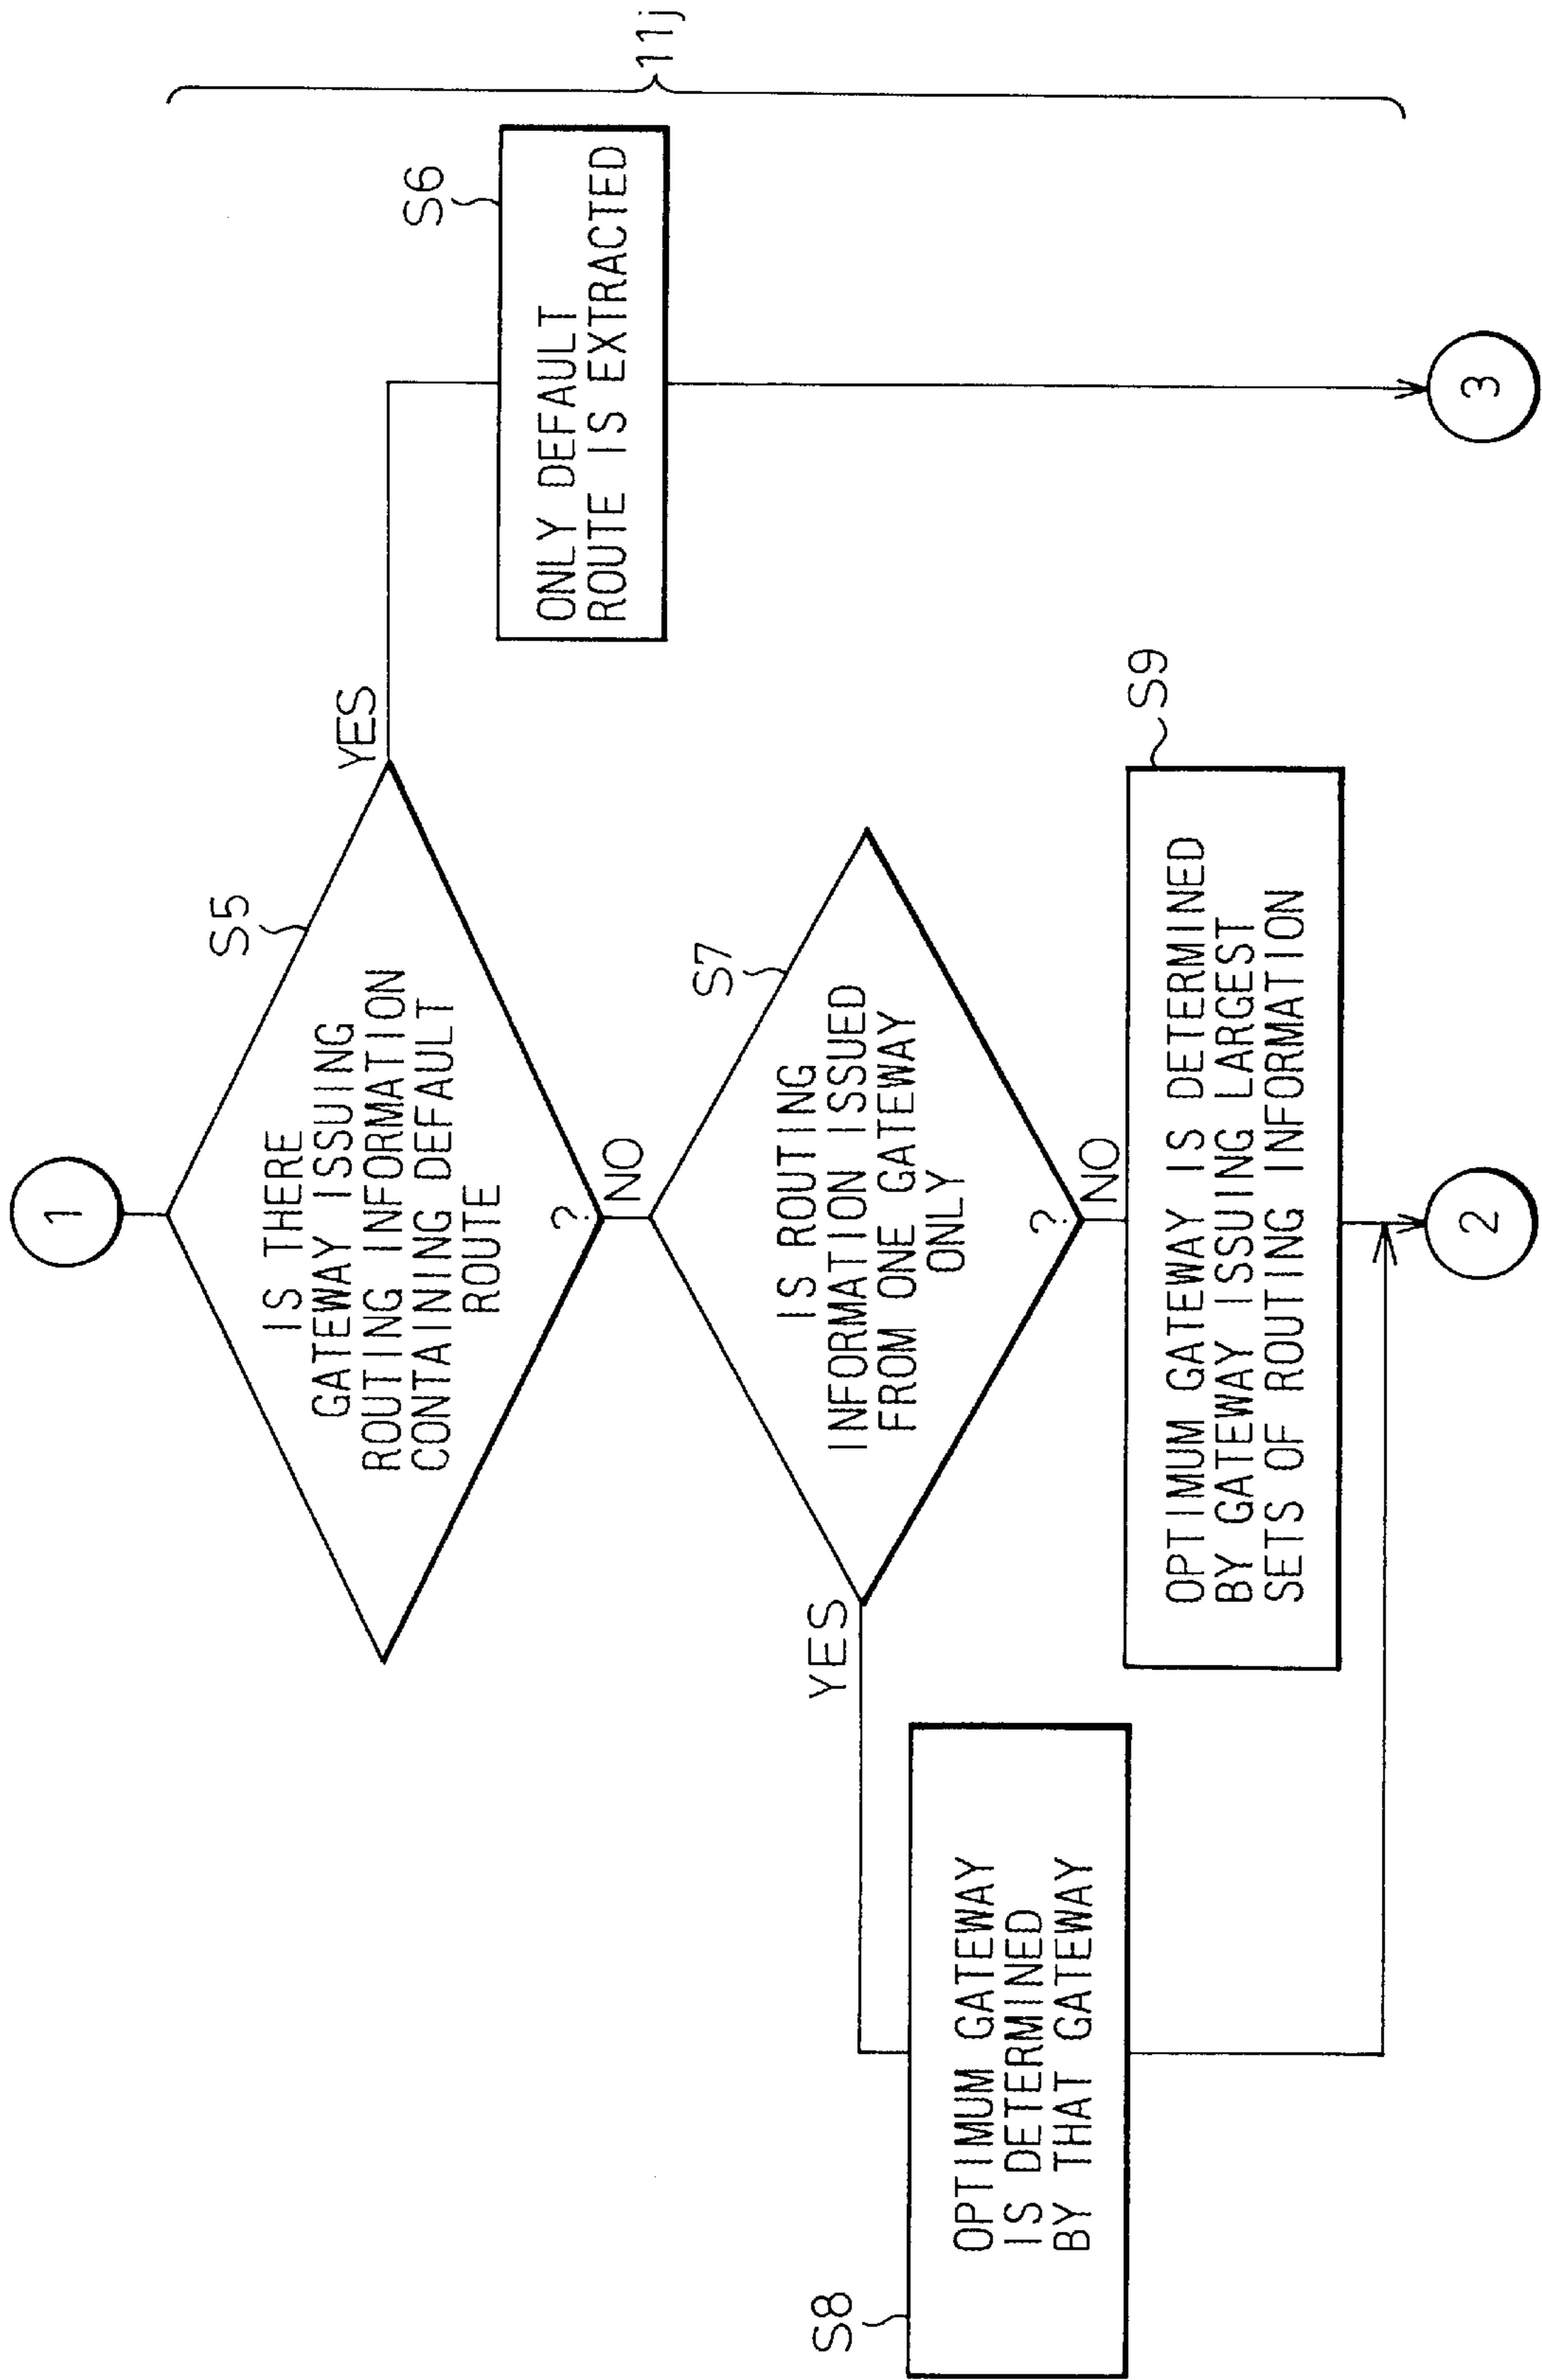 1
S5
IS THERE
GATEWAY ISSUING
ROUTING INFORMATION
CONTAINING DEFAULT
ROUTE
?
YES
NO
S6
ONLY DEFAULT
ROUTE IS EXTRACTED
11j
S7
IS ROUTING
INFORMATION ISSUED
FROM ONE GATEWAY
ONLY
?
YES
NO
S8
OPTIMUM GATEWAY
IS DETERMINED
BY THAT GATEWAY
S9
OPTIMUM GATEWAY IS DETERMINED
BY GATEWAY ISSUING LARGEST
SETS OF ROUTING INFORMATION
2
3